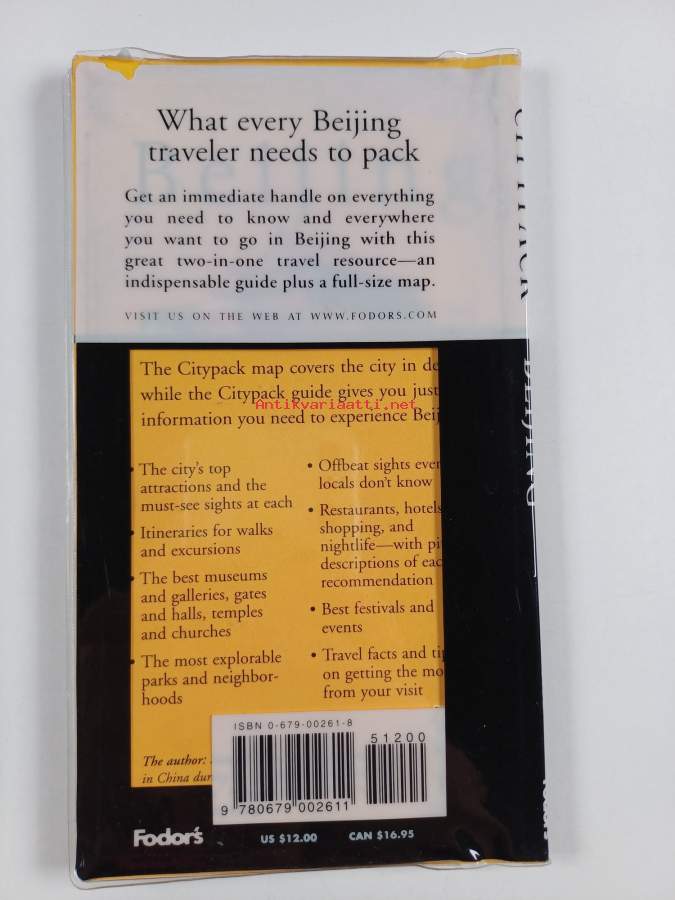 What every Beijing
traveler needs to pack
Get an immediate handle on everything
you need to know and everywhere
you want to go in Beijing with this
great two-in-one travel resource—an
indispensable guide plus a full-size map.
VISIT US ON THE WEB AT WWW.FODORS.COM
The Citypack map covers the city in de
while the Citypack guide gives you just
Antikvariaatti.net
information you need to experience Beij
• The city's top
attractions and the
must-see sights at each
• Itineraries for walks
and excursions
• The best museums
and galleries, gates
and halls, temples
and churches
• The most explorable
parks and neighbor-
hoods
• Offbeat sights even
locals don't know
• Restaurants, hotels
shopping, and
nightlife—with pi
descriptions of eac
recommendation
• Best festivals and
events
• Travel facts and tip
on getting the mo
from your visit
The author:
in China dur
ISBN 0-679-00261-8
51200
9 780679 002611
Fodor's
US $12.00 CAN $16.95
CITYPACK
BEIJING